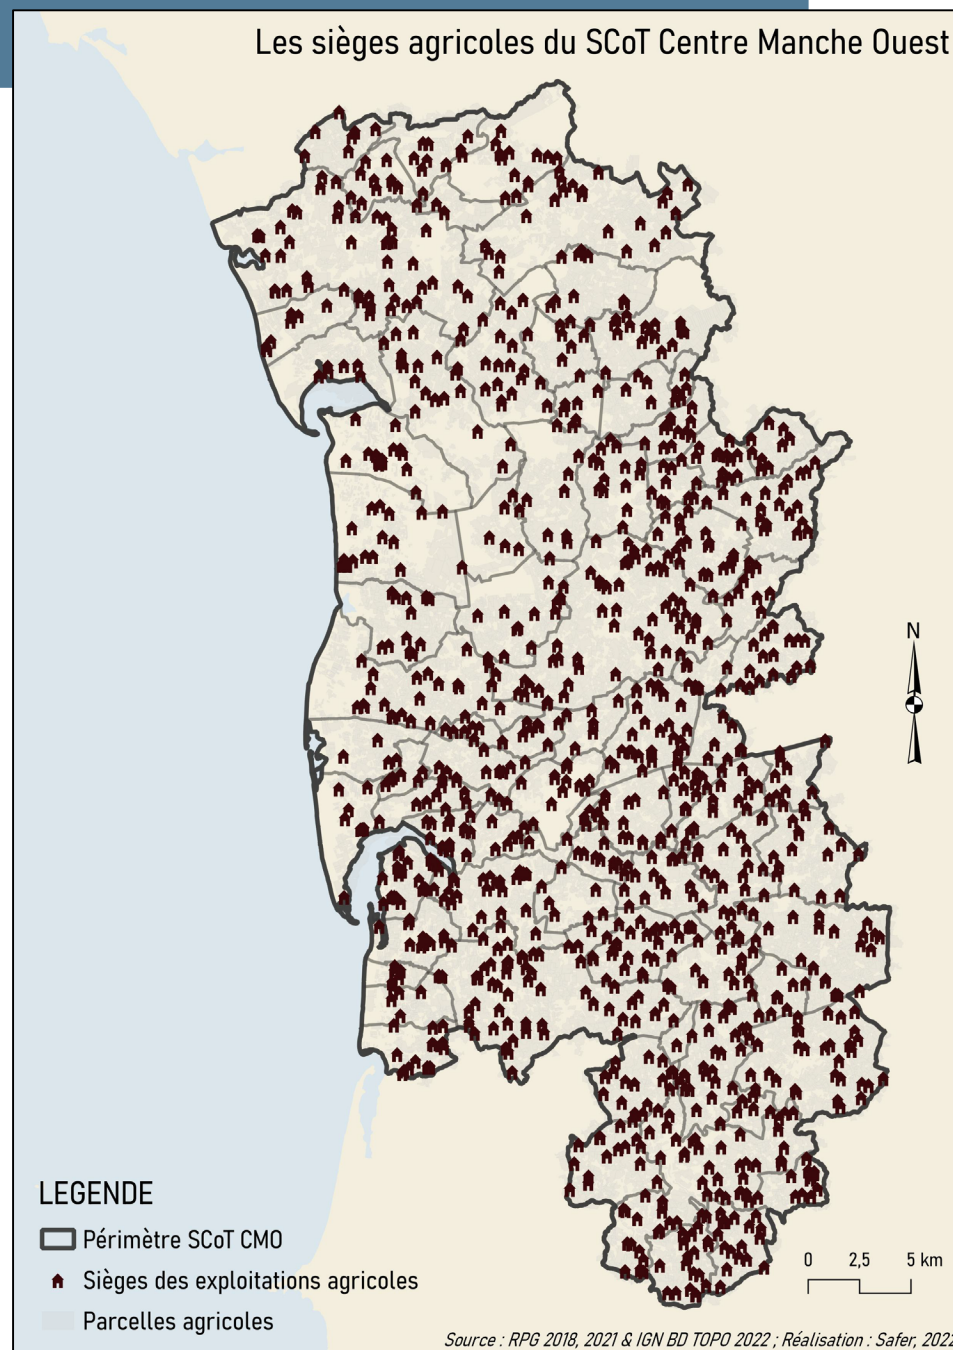 Les sièges agricoles du SCoT Centre Manche Ouest
N
LEGENDE
Périmètre SCoT CMO
Sièges des exploitations agricoles
Parcelles agricoles
0 2,5 5 km
Source : RPG 2018, 2021 & IGN BD TOPO 2022 ; Réalisation : Safer, 2022